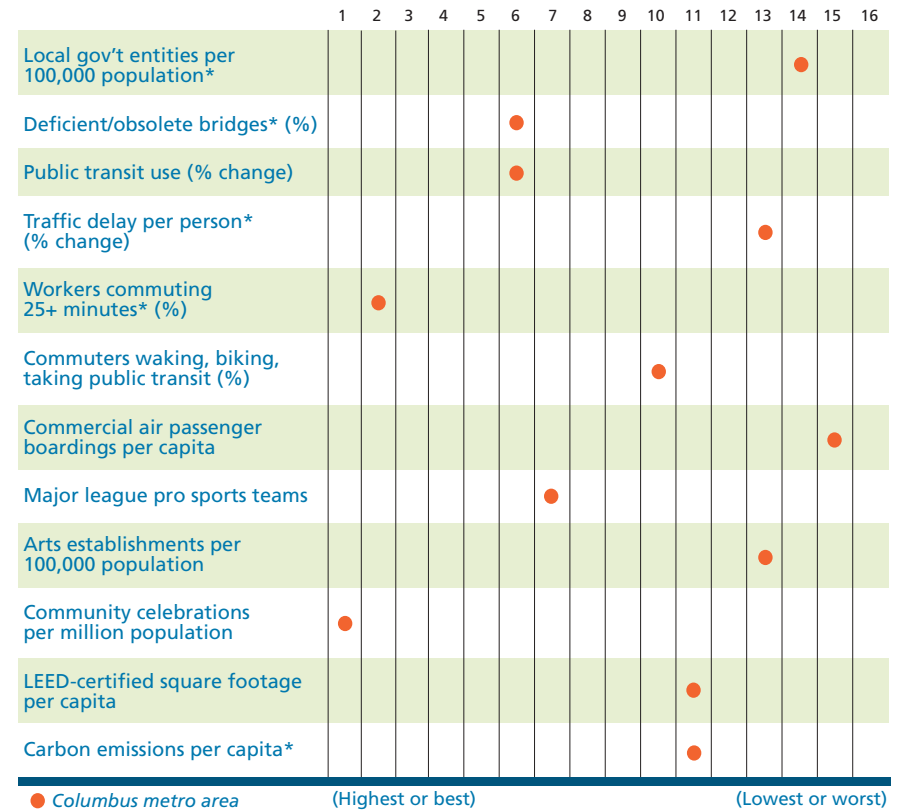 1 2 3 4 5 6 7 8 9 10 11 12 13 14 15 16
Local gov't entities per
100,000 population*
Deficient/obsolete bridges* (%)
Public transit use (% change)
Traffic delay per person*
(% change)
Workers commuting
25+ minutes* (%)
Commuters waking, biking,
taking public transit (%)
Commercial air passenger
boardings per capita
Major league pro sports teams
Arts establishments per
100,000 population
Community celebrations
per million population
LEED-certified square footage
per capita
Carbon emissions per capita*
Columbus metro area (Highest or best) (Lowest or worst)